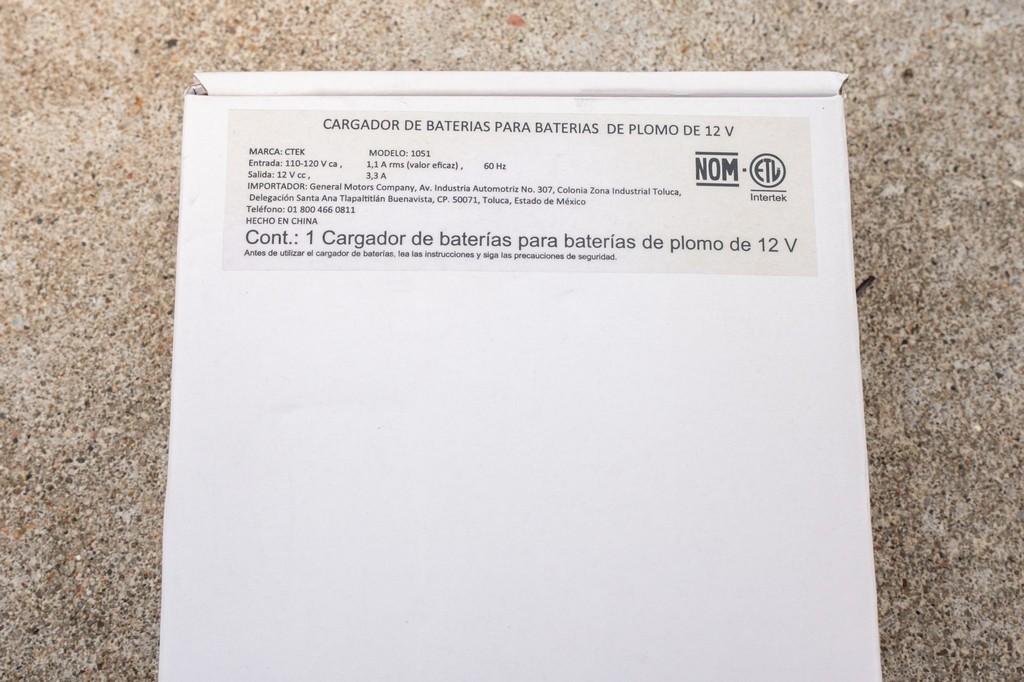 CARGADOR DE BATERIAS PARA BATERIAS DE PLOMO DE 12 V
MARCA: CTEK MODELO: 1051
Entrada: 110-120 V ca , 1,1 A rms (valor eficaz) , 60 Hz
Salida: 12 V cc , 3,3 A
IMPORTADOR: General Motors Company, Av. Industria Automotriz No. 307, Colonia Zona Industrial Toluca,
Delegación Santa Ana Tlapaltitlán Buenavista, CP. 50071, Toluca, Estado de México
Teléfono: 01 800 466 0811
HECHO EN CHINA
NOM - ETL
Intertek
Cont.: 1 Cargador de baterías para baterías de plomo de 12 V
Antes de utilizar el cargador de baterías, lea las instrucciones y siga las precauciones de seguridad.